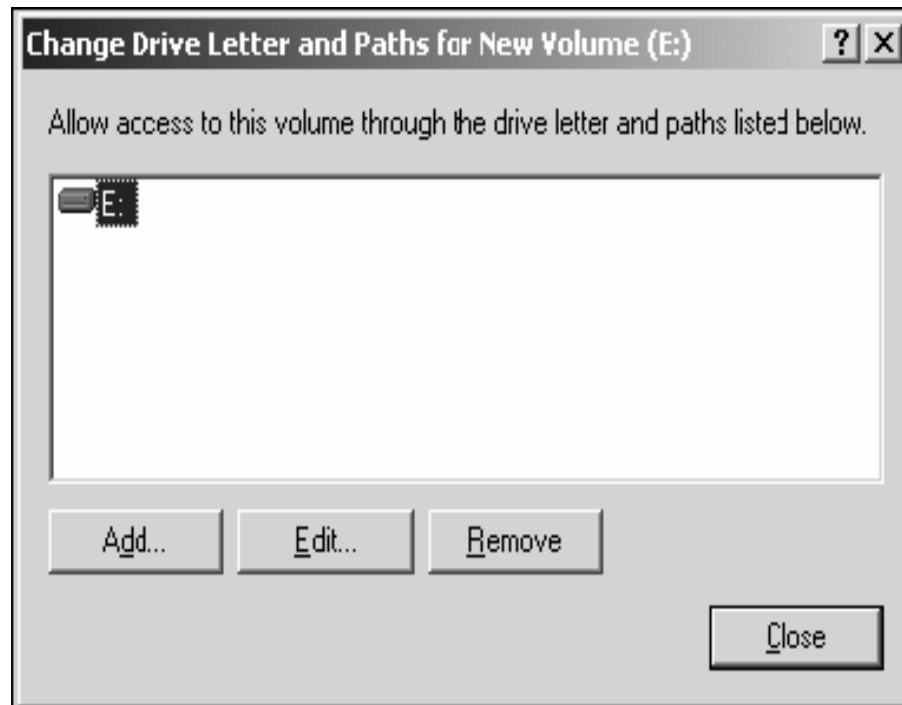 Change Drive Letter and Paths for New Volume (E:)
Allow access to this volume through the drive letter and paths listed below.
E:
Add... Edit... Remove
Close